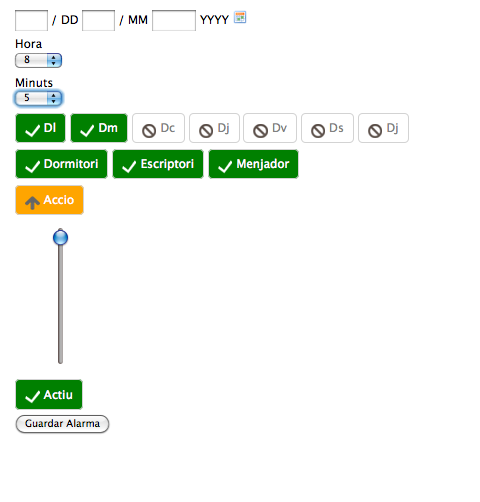 / DD / MM YYYY
Hora
8
Minuts
5
Dl Dm Dc Dj Dv Ds Dj
Dormitori Escriptori Menjador
Accio
Actiu
Guardar Alarma